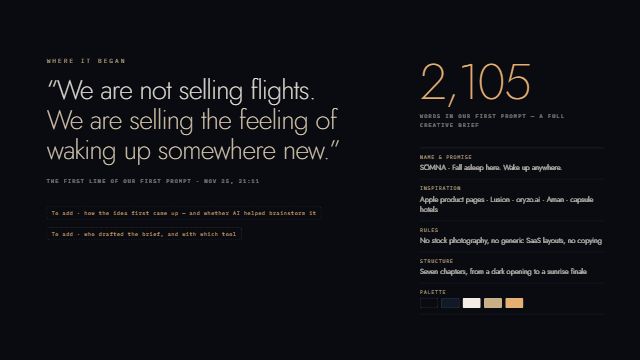 WHERE IT BEGAN
“We are not selling flights.
We are selling the feeling of
waking up somewhere new.”
THE FIRST LINE OF OUR FIRST PROMPT · NOV 25, 21:11
To add · how the idea first came up — and whether AI helped brainstorm it
To add · who drafted the brief, and with which tool
2,105
WORDS IN OUR FIRST PROMPT — A FULL
CREATIVE BRIEF
NAME & PROMISE
SOMNA · Fall asleep here. Wake up anywhere.
INSPIRATION
Apple product pages · Lusion · oryzo.ai · Aman · capsule
hotels
RULES
No stock photography, no generic SaaS layouts, no copying
STRUCTURE
Seven chapters, from a dark opening to a sunrise finale
PALETTE